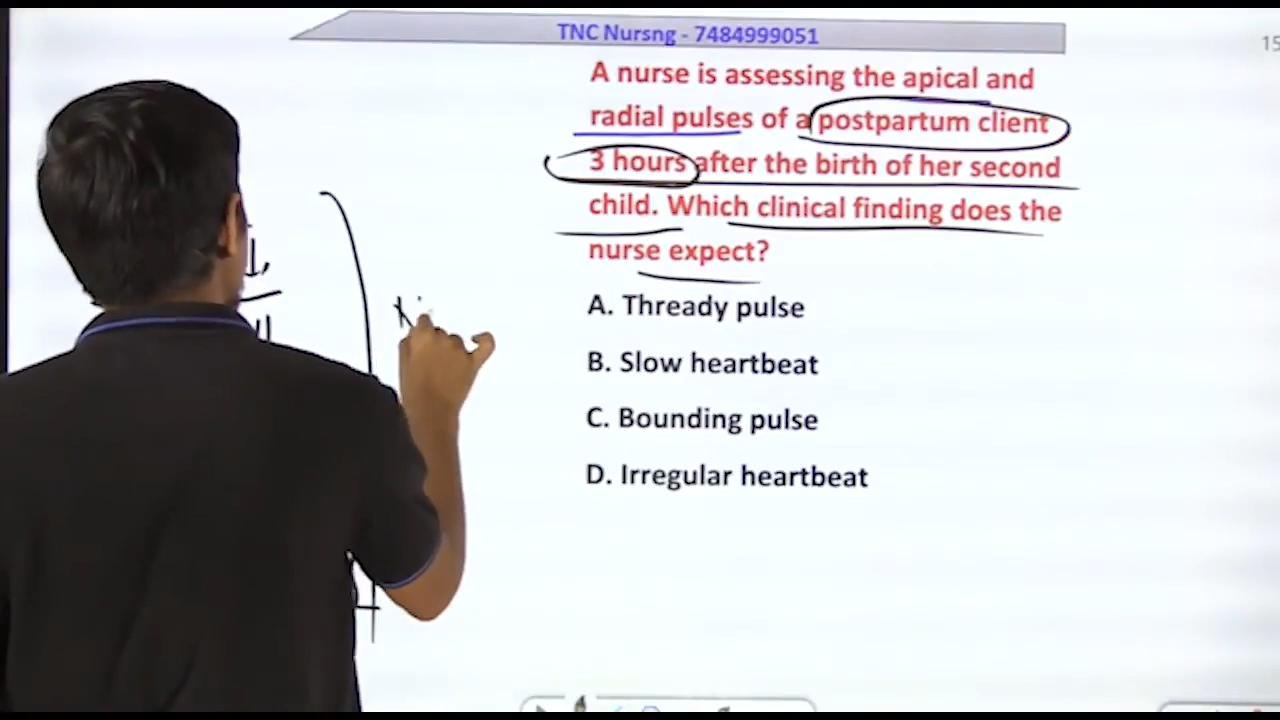 TNC Nursng - 7484999051
15
A nurse is assessing the apical and
radial pulses of a postpartum client
3 hours after the birth of her second
child. Which clinical finding does the
nurse expect?
A. Thready pulse
B. Slow heartbeat
C. Bounding pulse
D. Irregular heartbeat